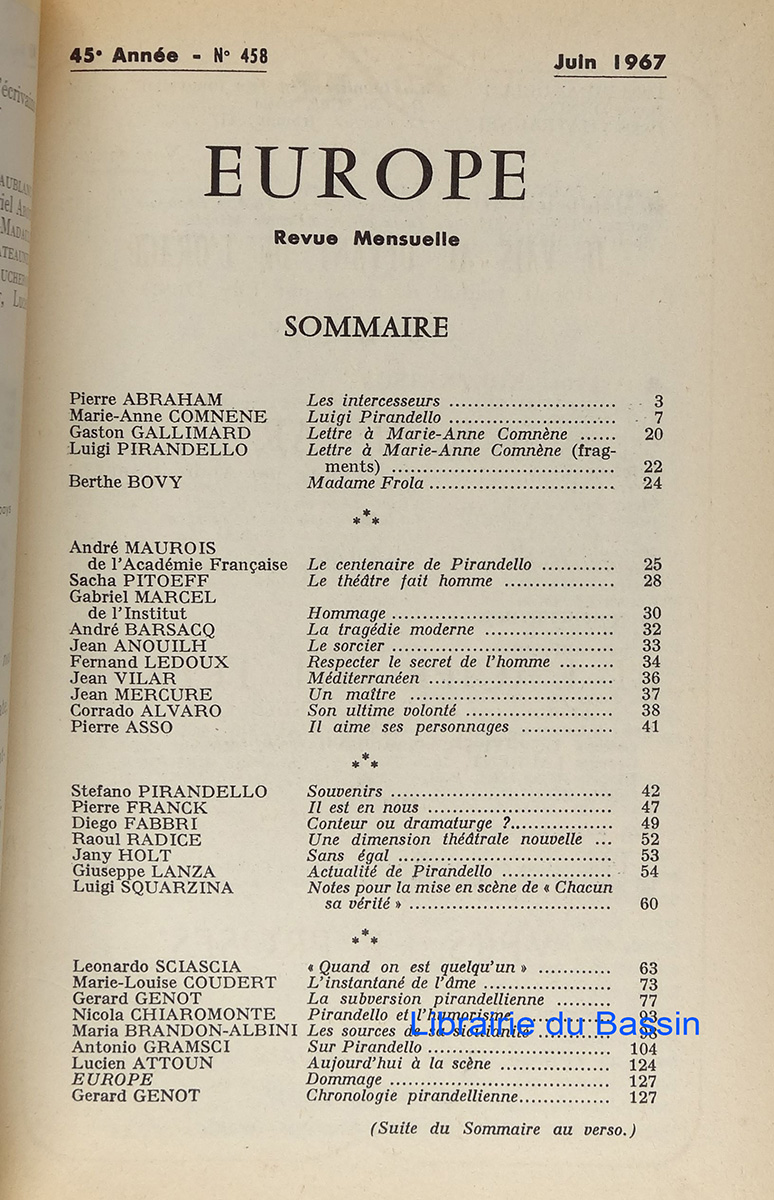 45e Année - N° 458
Juin 1967
EUROPE
Revue Mensuelle
SOMMAIRE
Pierre ABRAHAM Les intercesseurs .......................... 3
Marie-Anne COMNÈNE Luigi Pirandello .......................... 7
Gaston GALLIMARD Lettre à Marie-Anne Comnène ...... 20
Luigi PIRANDELLO Lettre à Marie-Anne Comnène (frag-
ments) .................................... 22
Berthe BOVY Madame Frola .............................. 24
***
André MAUROIS
de l'Académie Française Le centenaire de Pirandello ............ 25
Sacha PITOEFF Le théâtre fait homme .................. 28
Gabriel MARCEL
de l'Institut Hommage .................................... 30
André BARSACQ La tragédie moderne ..................... 32
Jean ANOUILH Le sorcier .................................... 33
Fernand LEDOUX Respecter le secret de l'homme ......... 34
Jean VILAR Méditerranéen .............................. 36
Jean MERCURE Un maître ................................. 37
Corrado ALVARO Son ultime volonté ........................ 38
Pierre ASSO Il aime ses personnages ............... 41
***
Stefano PIRANDELLO Souvenirs .................................... 42
Pierre FRANCK Il est en nous .............................. 47
Diego FABBRI Conteur ou dramaturge ?................. 49
Raoul RADICE Une dimension théâtrale nouvelle ... 52
Jany HOLT Sans égal ................................... 53
Giuseppe LANZA Actualité de Pirandello .................. 54
Luigi SQUARZINA Notes pour la mise en scène de « Chacun
sa vérité » ................................. 60
***
Leonardo SCIASCIA « Quand on est quelqu'un » ............ 63
Marie-Louise COUDERT L'instantané de l'âme .................. 73
Gerard GENOT La subversion pirandellienne ......... 77
Nicola CHIAROMONTE Pirandello et l'humorisme ............... 93
Maria BRANDON-ALBINI Les sources de sa sicilianité ............ 98
Librairie du Bassin
Antonio GRAMSCI Sur Pirandello .............................. 104
Lucien ATTOUN Aujourd'hui à la scène .................. 124
EUROPE Dommage .................................... 127
Gerard GENOT Chronologie pirandellienne............... 127
(Suite du Sommaire au verso.)